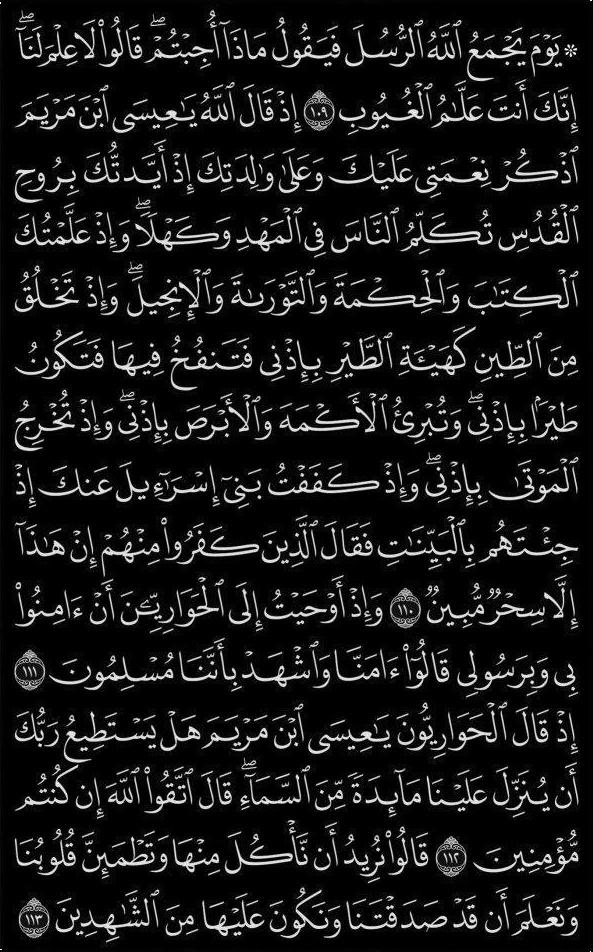 ۞ يَوۡمَ يَجۡمَعُ ٱللَّهُ ٱلرُّسُلَ فَيَقُولُ مَاذَآ أُجِبۡتُمۡۖ قَالُواْ لَا عِلۡمَ لَنَآۖ
إِنَّكَ أَنتَ عَلَّٰمُ ٱلۡغُيُوبِ ١٠٩ إِذۡ قَالَ ٱللَّهُ يَٰعِيسَى ٱبۡنَ مَرۡيَمَ
ٱذۡكُرۡ نِعۡمَتِي عَلَيۡكَ وَعَلَىٰ وَٰلِدَتِكَ إِذۡ أَيَّدتُّكَ بِرُوحِ
ٱلۡقُدُسِ تُكَلِّمُ ٱلنَّاسَ فِي ٱلۡمَهۡدِ وَكَهۡلٗاۖ وَإِذۡ عَلَّمۡتُكَ
ٱلۡكِتَٰبَ وَٱلۡحِكۡمَةَ وَٱلتَّوۡرَىٰةَ وَٱلۡإِنجِيلَۖ وَإِذۡ تَخۡلُقُ
مِنَ ٱلطِّينِ كَهَيۡـَٔةِ ٱلطَّيۡرِ بِإِذۡنِي فَتَنفُخُ فِيهَا فَتَكُونُ
طَيۡرَۢا بِإِذۡنِيۖ وَتُبۡرِئُ ٱلۡأَكۡمَهَ وَٱلۡأَبۡرَصَ بِإِذۡنِيۖ وَإِذۡ تُخۡرِجُ
ٱلۡمَوۡتَىٰ بِإِذۡنِيۖ وَإِذۡ كَفَفۡتُ بَنِيٓ إِسۡرَٰٓءِيلَ عَنكَ إِذۡ
جِئۡتَهُم بِٱلۡبَيِّنَٰتِ فَقَالَ ٱلَّذِينَ كَفَرُواْ مِنۡهُمۡ إِنۡ هَٰذَآ
إِلَّا سِحۡرٞ مُّبِينٞ ١١٠ وَإِذۡ أَوۡحَيۡتُ إِلَى ٱلۡحَوَارِيِّـۧنَ أَنۡ ءَامِنُواْ
بِي وَبِرَسُولِي قَالُوٓاْ ءَامَنَّا وَٱشۡهَدۡ بِأَنَّنَا مُسۡلِمُونَ ١١١
إِذۡ قَالَ ٱلۡحَوَارِيُّونَ يَٰعِيسَى ٱبۡنَ مَرۡيَمَ هَلۡ يَسۡتَطِيعُ رَبُّكَ
أَن يُنَزِّلَ عَلَيۡنَا مَآئِدَةٗ مِّنَ ٱلسَّمَآءِۖ قَالَ ٱتَّقُواْ ٱللَّهَ إِن كُنتُم
مُّؤۡمِنِينَ ١١٢ قَالُواْ نُرِيدُ أَن نَّأۡكُلَ مِنۡهَا وَتَطۡمَئِنَّ قُلُوبُنَا
وَنَعۡلَمَ أَن قَدۡ صَدَقۡتَنَا وَنَكُونَ عَلَيۡهَا مِنَ ٱلشَّٰهِدِينَ ١١٣